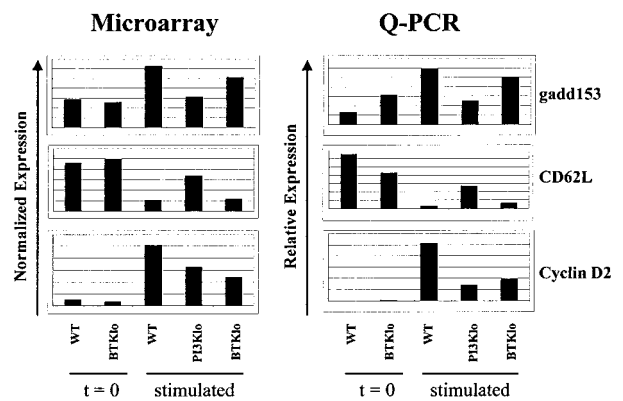 Microarray
Q-PCR
Normalized Expression
Relative Expression
gadd153
CD62L
Cyclin D2
WT
BTKlo
WT
PI3Klo
BTKlo
WT
BTKlo
WT
PI3Klo
BTKlo
t = 0
stimulated
t = 0
stimulated